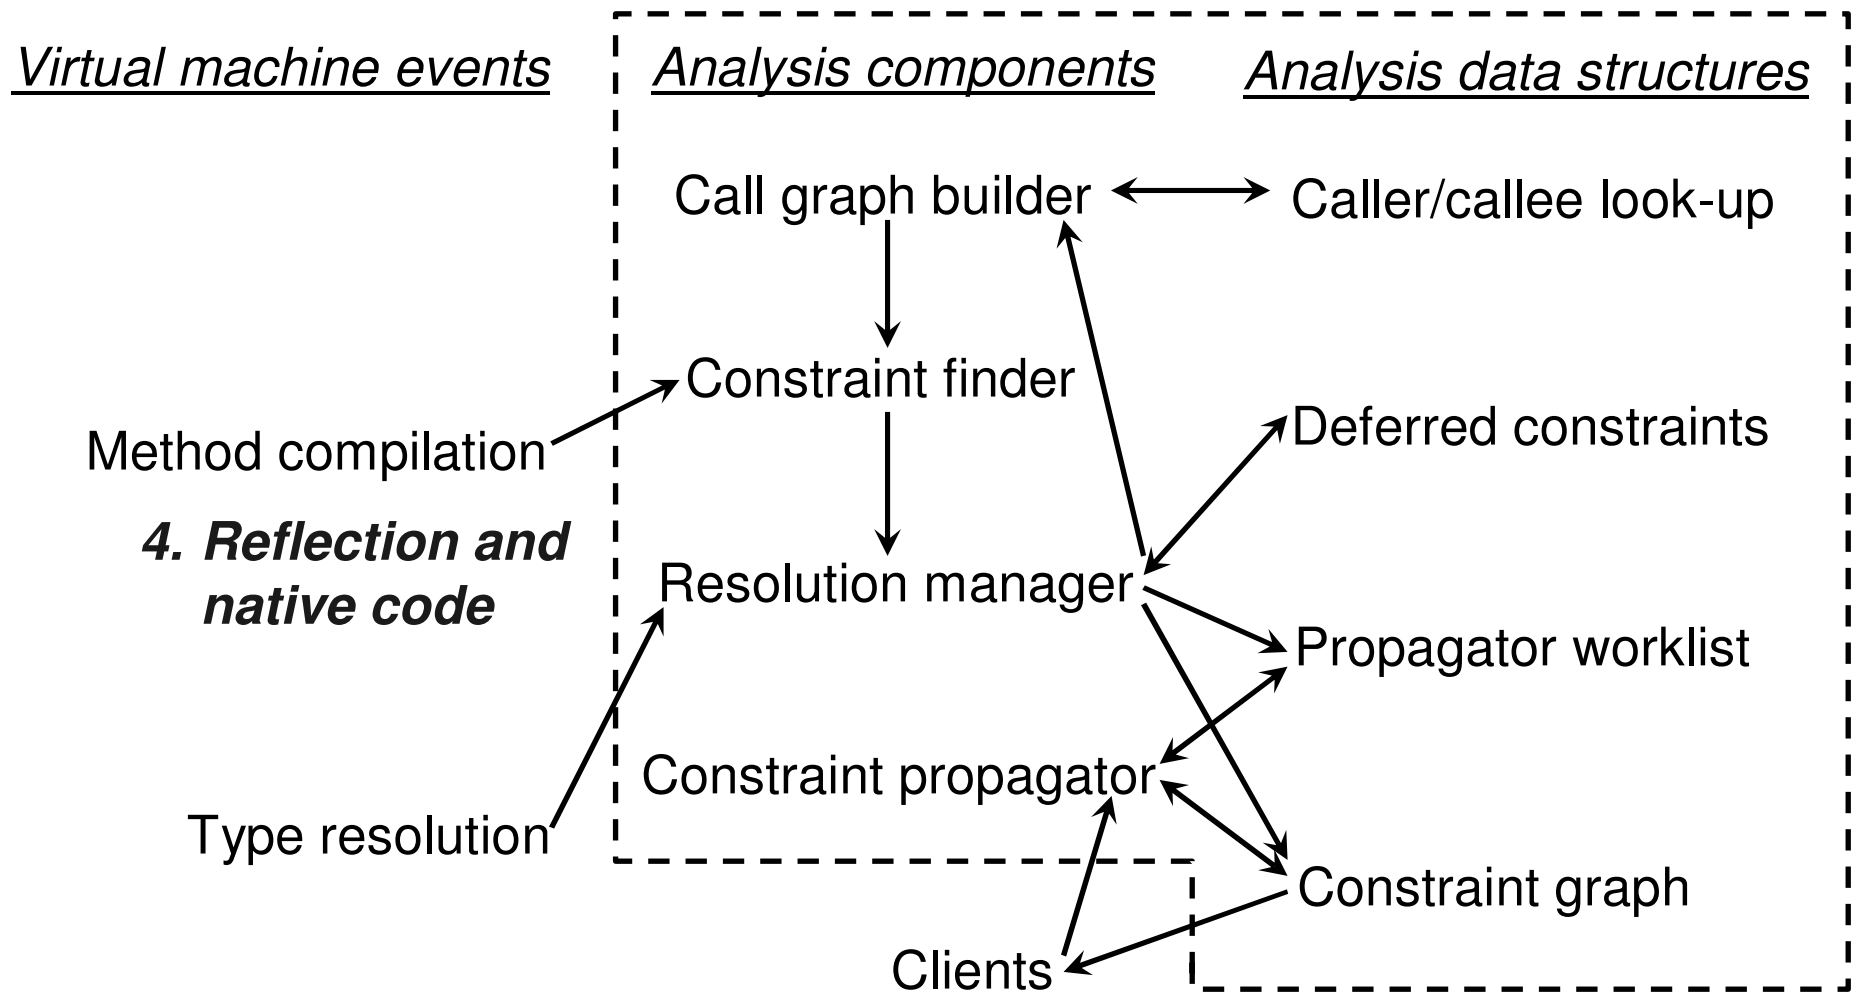 Virtual machine events
Analysis components
Analysis data structures
Call graph builder
Caller/callee look-up
Constraint finder
Method compilation
Deferred constraints
4. Reflection and
native code
Resolution manager
Propagator worklist
Constraint propagator
Type resolution
Constraint graph
Clients